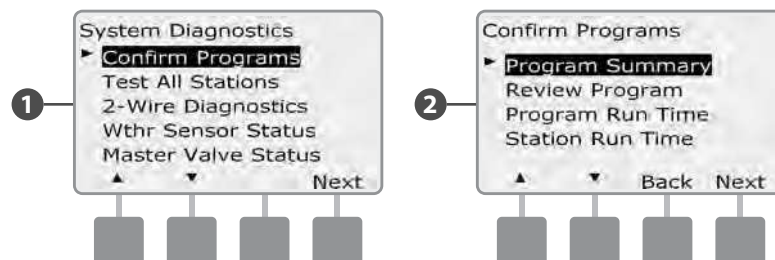 1
System Diagnostics
► Confirm Programs
Test All Stations
2-Wire Diagnostics
Wthr Sensor Status
Master Valve Status
▲ ▼ Next
2
Confirm Programs
► Program Summary
Review Program
Program Run Time
Station Run Time
▲ ▼ Back Next